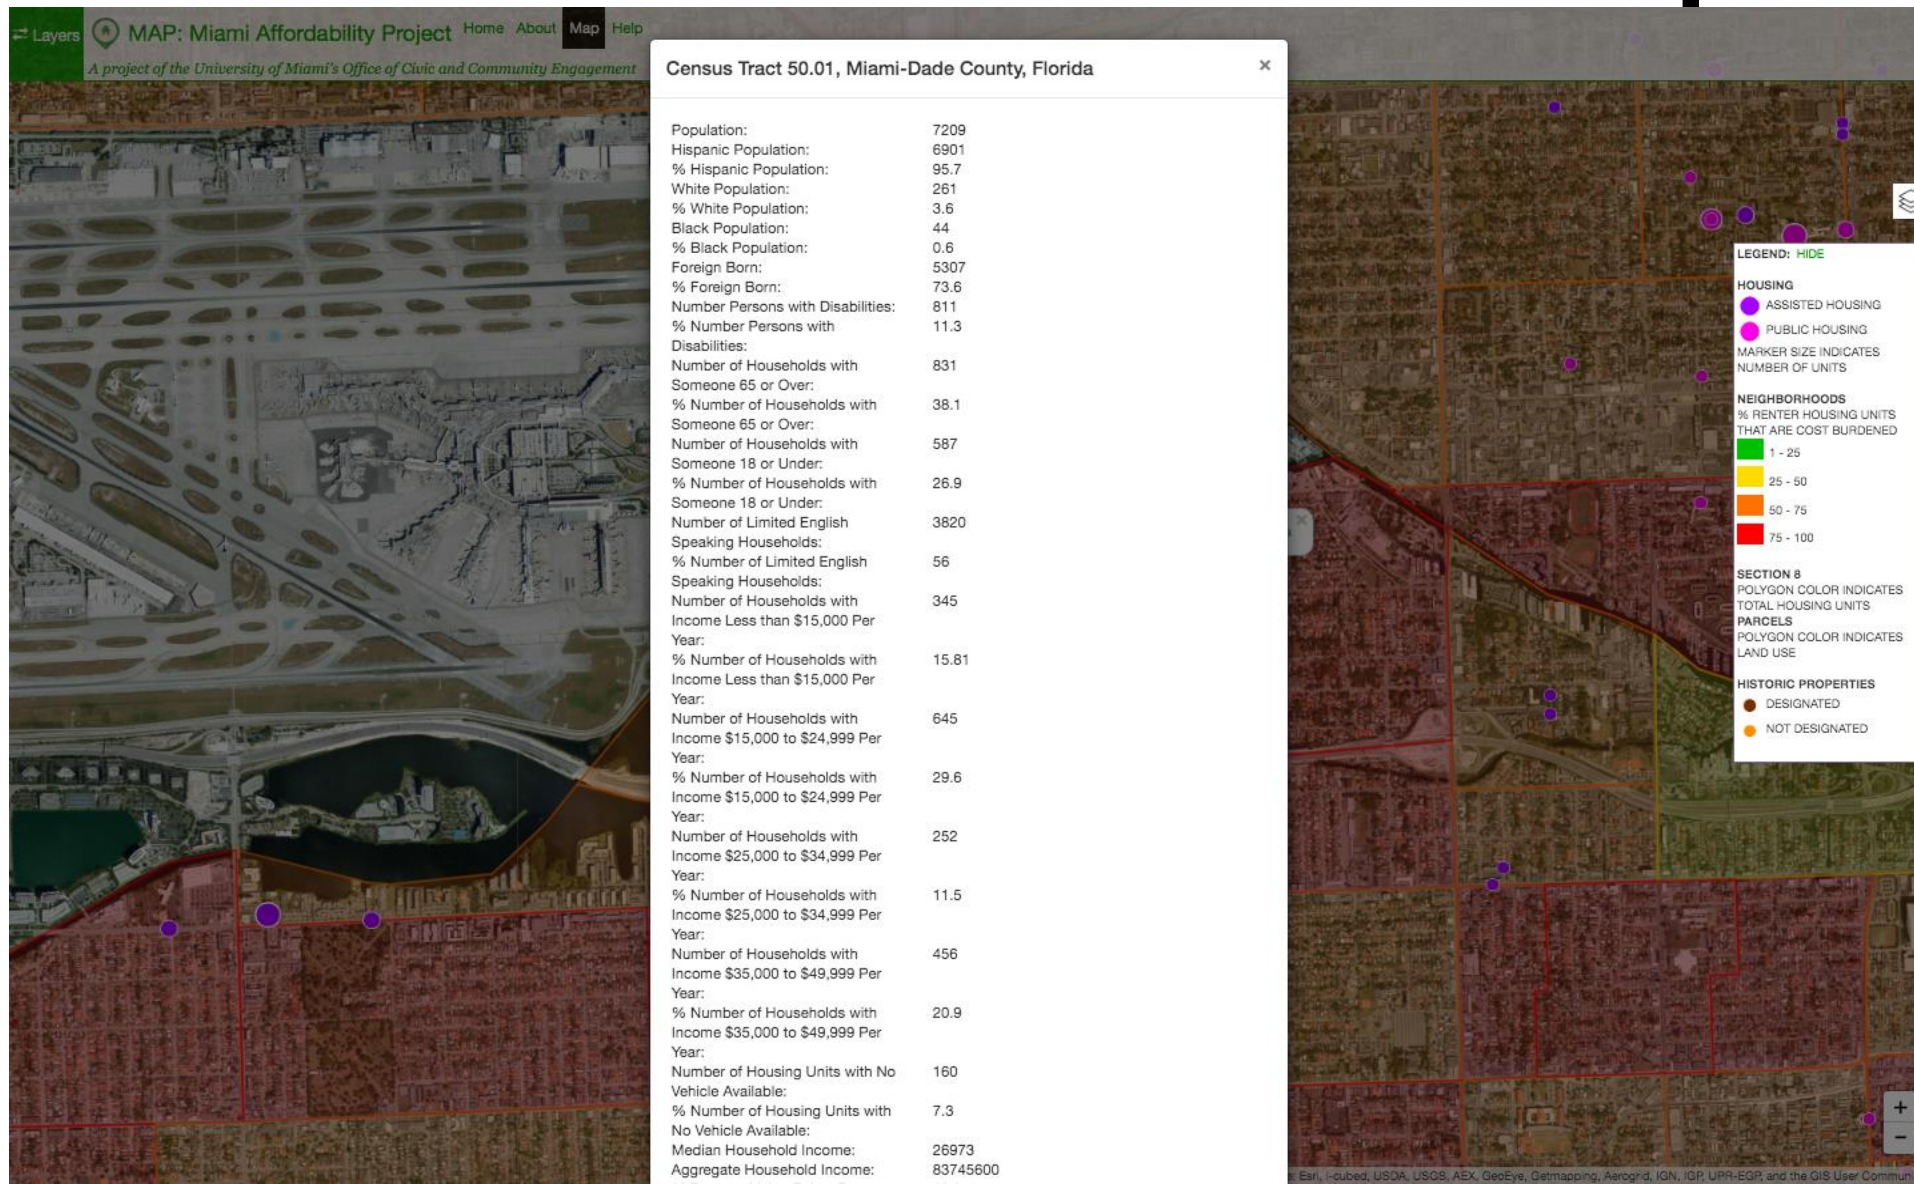 Layers
MAP: Miami Affordability Project
Home About Map Help
A project of the University of Miami's Office of Civic and Community Engagement
Census Tract 50.01, Miami-Dade County, Florida
×
Population: 7209
Hispanic Population: 6901
% Hispanic Population: 95.7
White Population: 261
% White Population: 3.6
Black Population: 44
% Black Population: 0.6
Foreign Born: 5307
% Foreign Born: 73.6
Number Persons with Disabilities: 811
% Number Persons with 11.3
Disabilities:
Number of Households with 831
Someone 65 or Over:
% Number of Households with 38.1
Someone 65 or Over:
Number of Households with 587
Someone 18 or Under:
% Number of Households with 26.9
Someone 18 or Under:
Number of Limited English 3820
Speaking Households:
% Number of Limited English 56
Speaking Households:
Number of Households with 345
Income Less than $15,000 Per
Year:
% Number of Households with 15.81
Income Less than $15,000 Per
Year:
Number of Households with 645
Income $15,000 to $24,999 Per
Year:
% Number of Households with 29.6
Income $15,000 to $24,999 Per
Year:
Number of Households with 252
Income $25,000 to $34,999 Per
Year:
% Number of Households with 11.5
Income $25,000 to $34,999 Per
Year:
Number of Households with 456
Income $35,000 to $49,999 Per
Year:
% Number of Households with 20.9
Income $35,000 to $49,999 Per
Year:
Number of Housing Units with No 160
Vehicle Available:
% Number of Housing Units with 7.3
No Vehicle Available:
Median Household Income: 26973
Aggregate Household Income: 83745600
LEGEND: HIDE
HOUSING
ASSISTED HOUSING
PUBLIC HOUSING
MARKER SIZE INDICATES
NUMBER OF UNITS
NEIGHBORHOODS
% RENTER HOUSING UNITS
THAT ARE COST BURDENED
1 - 25
25 - 50
50 - 75
75 - 100
SECTION 8
POLYGON COLOR INDICATES
TOTAL HOUSING UNITS
PARCELS
POLYGON COLOR INDICATES
LAND USE
HISTORIC PROPERTIES
DESIGNATED
NOT DESIGNATED
+
−
Esri, i-cubed, USDA, USGS, AEX, GeoEye, Getmapping, Aerogrid, IGN, IGP, UPR-EGP, and the GIS User Commun